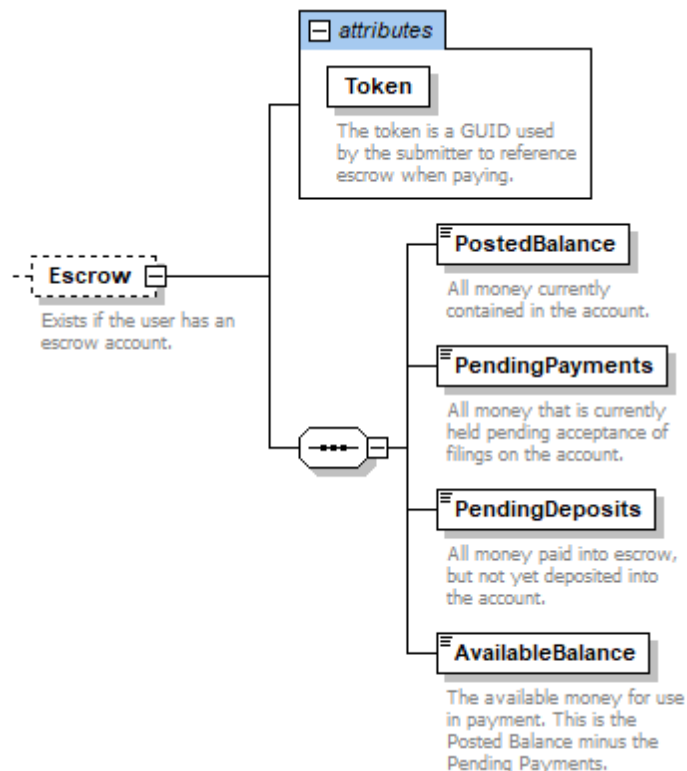 attributes
Token
The token is a GUID used
by the submitter to reference
escrow when paying.
Escrow
Exists if the user has an
escrow account.
PostedBalance
All money currently
contained in the account.
PendingPayments
All money that is currently
held pending acceptance of
filings on the account.
PendingDeposits
All money paid into escrow,
but not yet deposited into
the account.
AvailableBalance
The available money for use
in payment. This is the
Posted Balance minus the
Pending Payments.